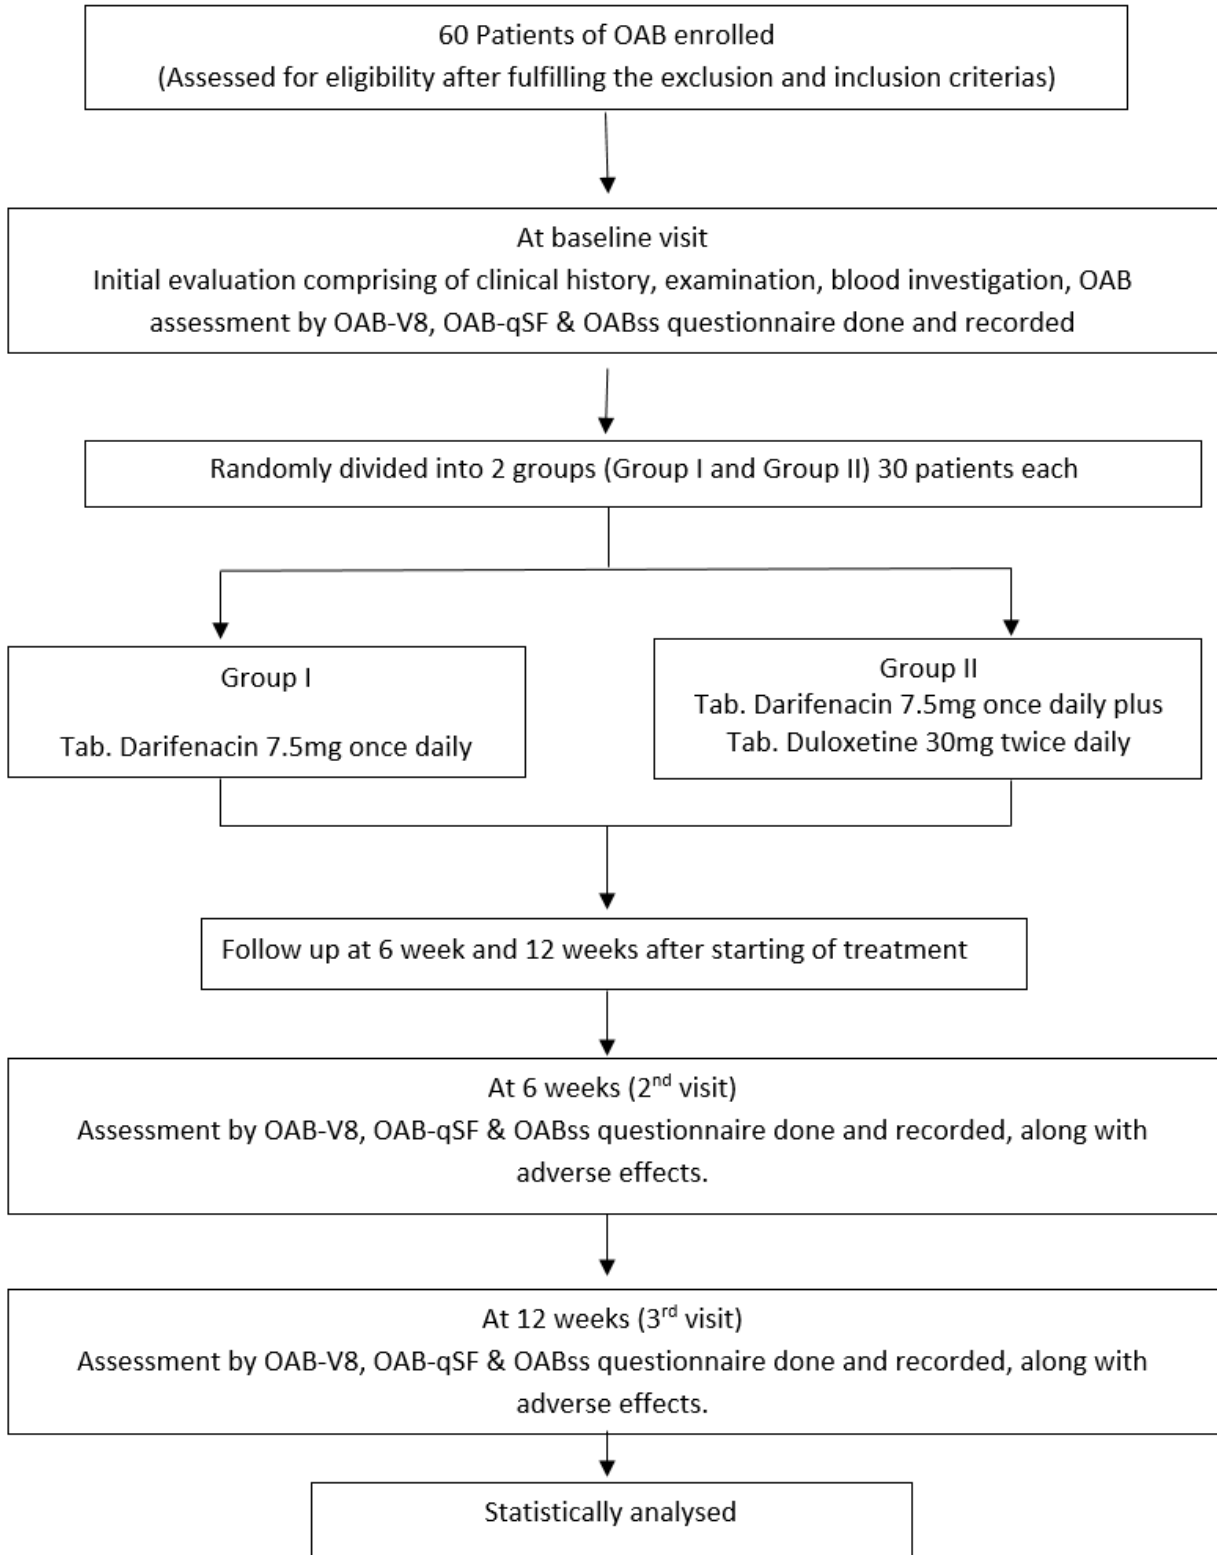 60 Patients of OAB enrolled
(Assessed for eligibility after fulfilling the exclusion and inclusion criterias)
At baseline visit
Initial evaluation comprising of clinical history, examination, blood investigation, OAB
assessment by OAB-V8, OAB-qSF & OABss questionnaire done and recorded
Randomly divided into 2 groups (Group I and Group II) 30 patients each
Group I
Tab. Darifenacin 7.5mg once daily
Group II
Tab. Darifenacin 7.5mg once daily plus
Tab. Duloxetine 30mg twice daily
Follow up at 6 week and 12 weeks after starting of treatment
At 6 weeks (2nd visit)
Assessment by OAB-V8, OAB-qSF & OABss questionnaire done and recorded, along with
adverse effects.
At 12 weeks (3rd visit)
Assessment by OAB-V8, OAB-qSF & OABss questionnaire done and recorded, along with
adverse effects.
Statistically analysed